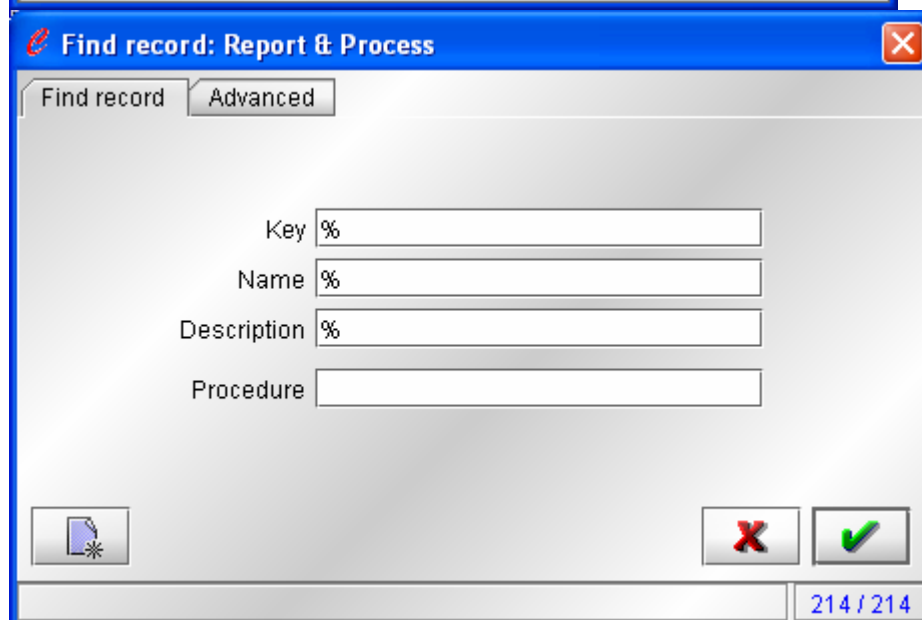 Find record: Report & Process
Find record Advanced
Key %
Name %
Description %
Procedure
214 / 214